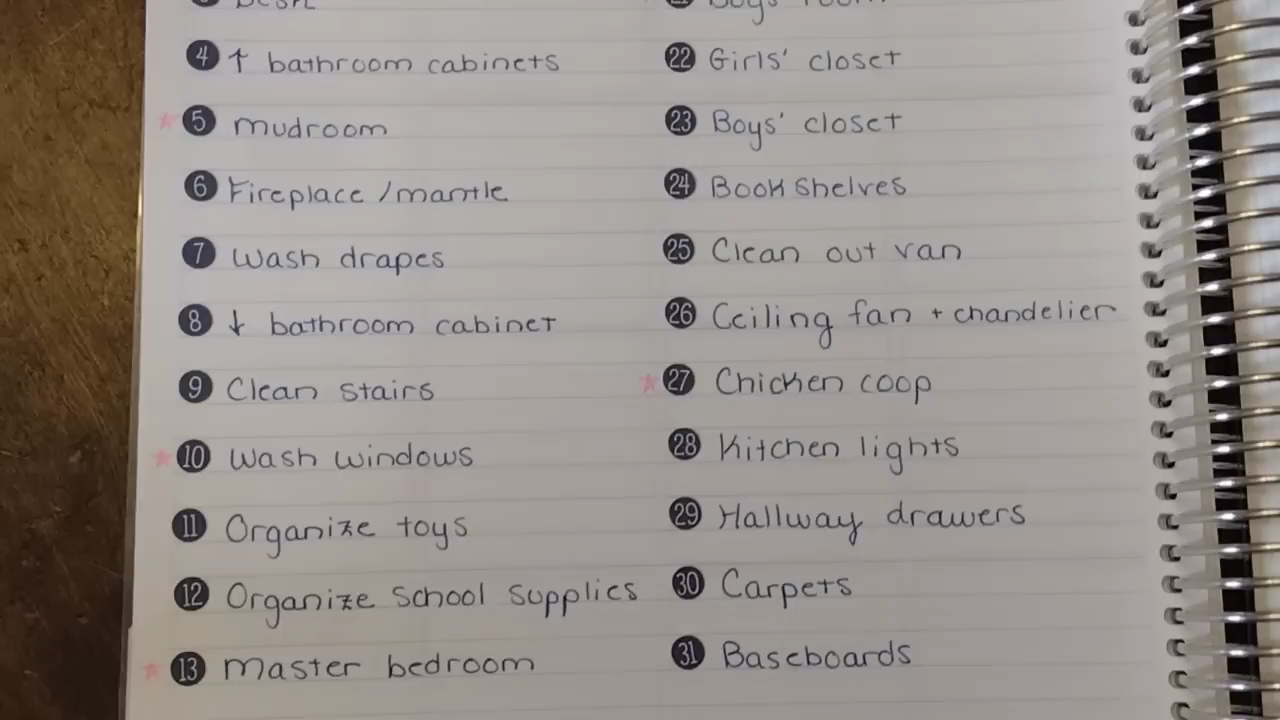 4 ↑ bathroom cabinets
5 mudroom
6 Fireplace / mantle
7 Wash drapes
8 ↓ bathroom cabinet
9 Clean stairs
10 Wash windows
11 Organize toys
12 Organize School Supplies
13 Master bedroom
22 Girls' closet
23 Boys' closet
24 Book shelves
25 Clean out van
26 Ceiling fan + chandelier
27 Chicken coop
28 Kitchen lights
29 Hallway drawers
30 Carpets
31 Baseboards